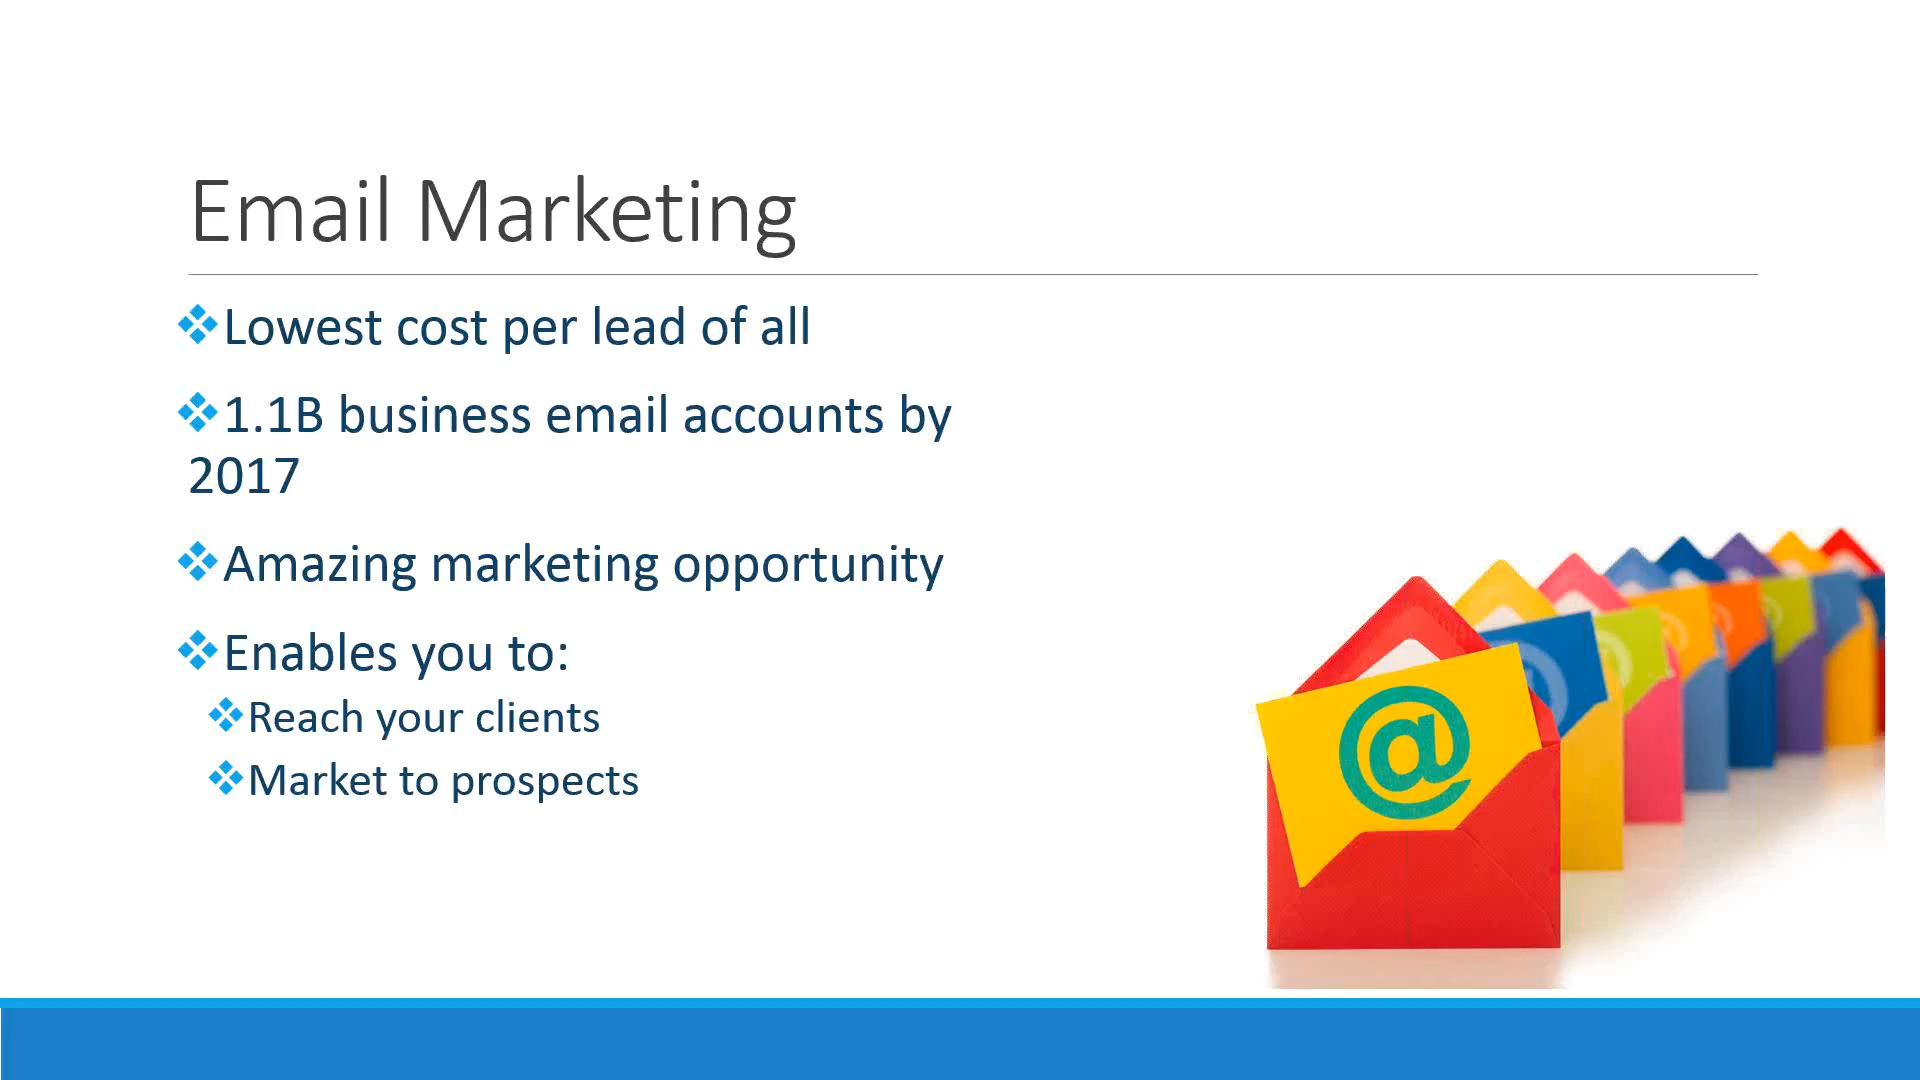 Email Marketing
❖Lowest cost per lead of all
❖1.1B business email accounts by
2017
❖Amazing marketing opportunity
❖Enables you to:
❖Reach your clients
❖Market to prospects
@